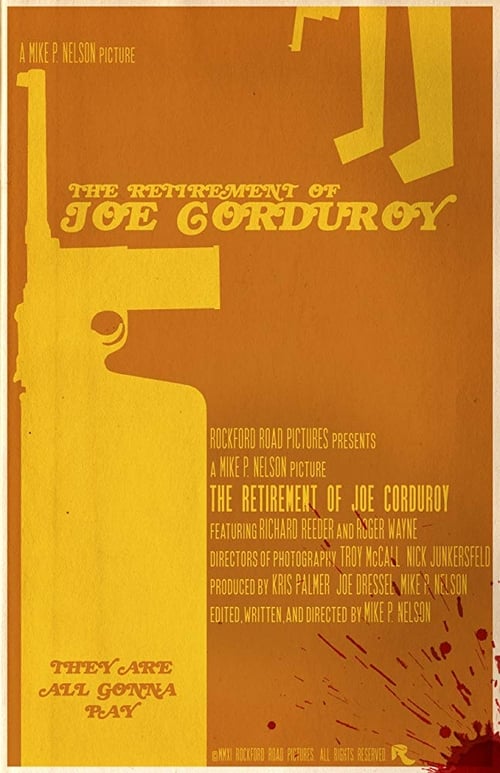 A MIKE P. NELSON PICTURE
THE RETIREMENT OF
JOE CORDUROY
ROCKFORD ROAD PICTURES PRESENTS
A MIKE P. NELSON PICTURE
THE RETIREMENT OF JOE CORDUROY
FEATURING RICHARD REEDER AND ROGER WAYNE
DIRECTORS OF PHOTOGRAPHY TROY McCALL NICK JUNKERSFELD
PRODUCED BY KRIS PALMER JOE DRESSEL MIKE P. NELSON
EDITED, WRITTEN, AND DIRECTED BY MIKE P. NELSON
THEY ARE
ALL GONNA
PAY
©MMXI ROCKFORD ROAD PICTURES. ALL RIGHTS RESERVED. R